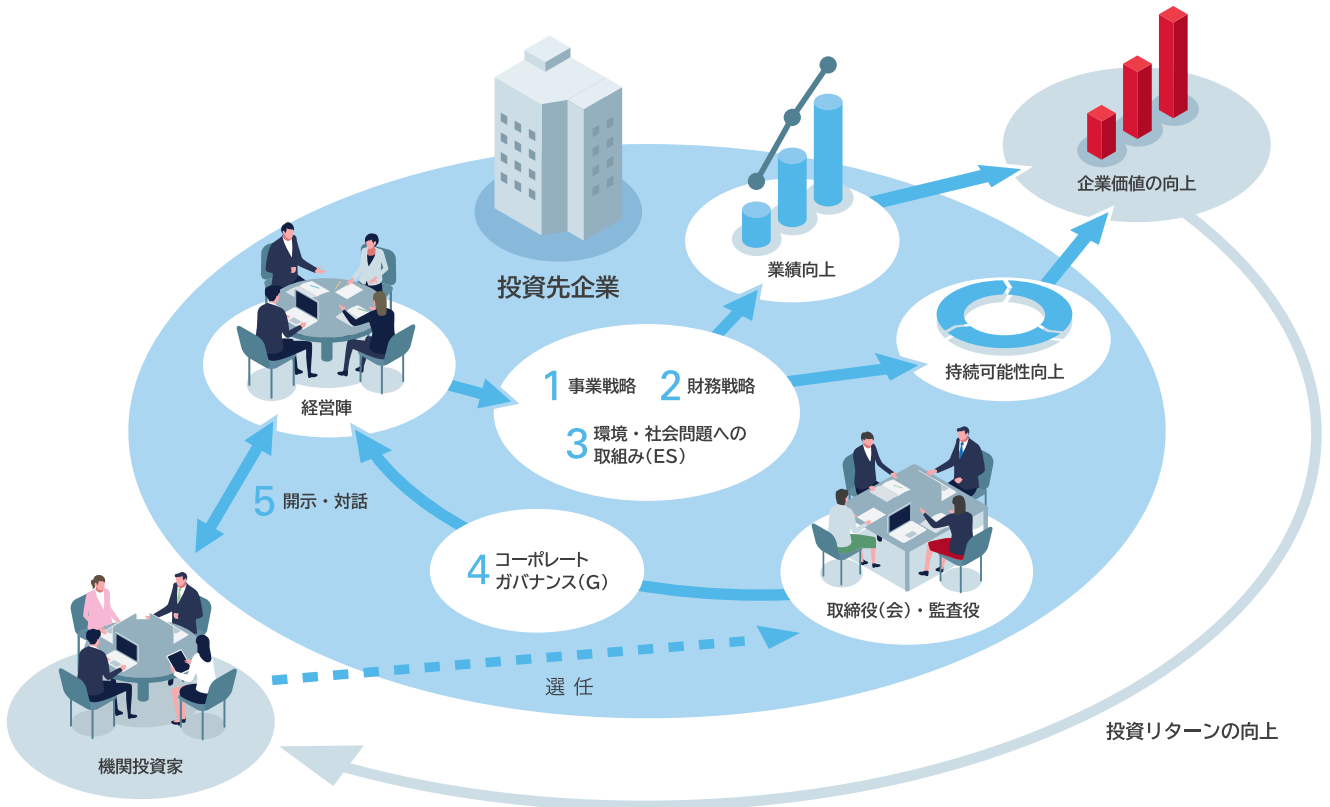 企業価値の向上
業績向上
投資先企業
持続可能性向上
1 事業戦略 2 財務戦略
3 環境・社会問題への
取組み(ES)
経営陣
5 開示・対話
4 コーポレート
ガバナンス(G)
取締役(会)・監査役
選任
投資リターンの向上
機関投資家